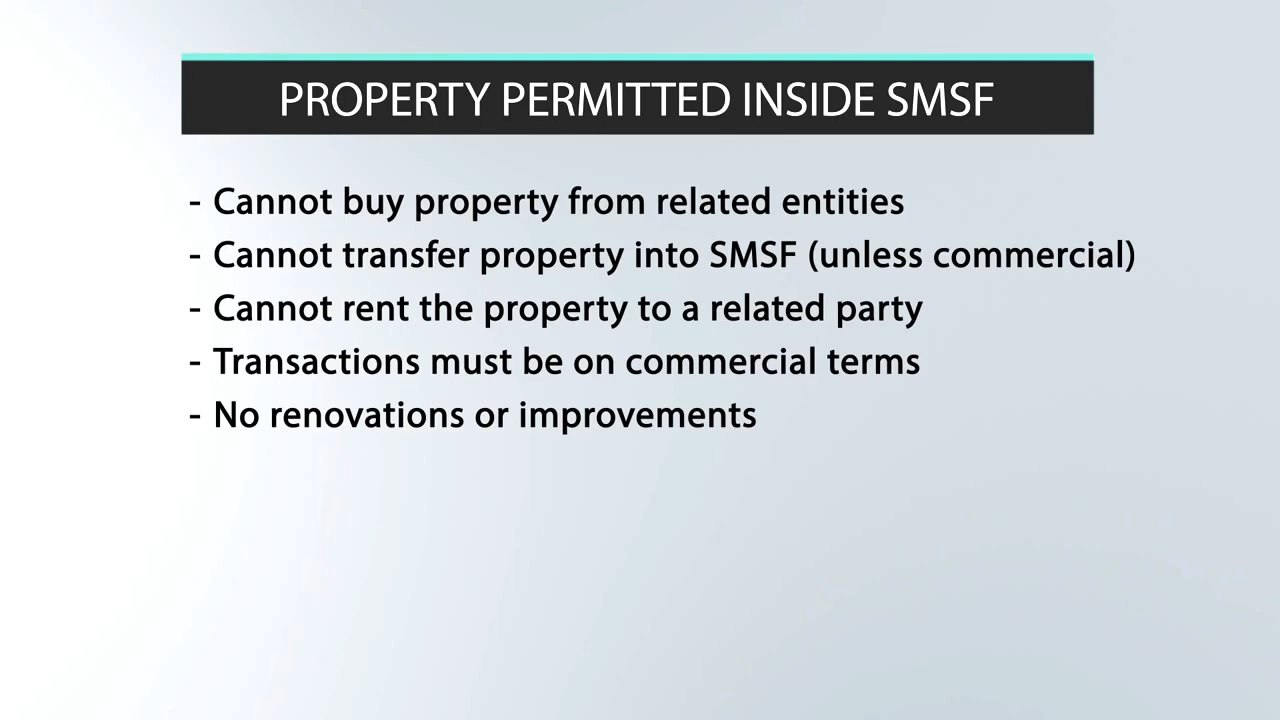 PROPERTY PERMITTED INSIDE SMSF
- Cannot buy property from related entities
- Cannot transfer property into SMSF (unless commercial)
- Cannot rent the property to a related party
- Transactions must be on commercial terms
- No renovations or improvements